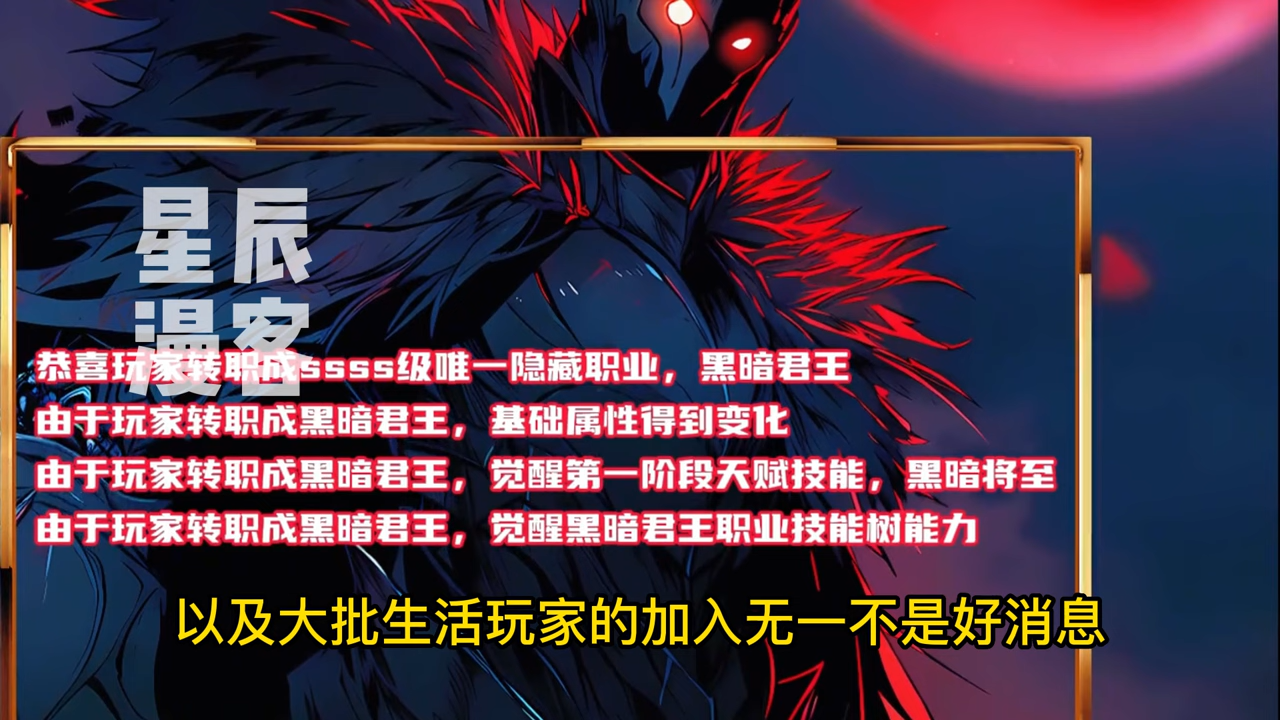 星辰
漫客
恭喜玩家转职成ssss级唯一隐藏职业，黑暗君王
由于玩家转职成黑暗君王，基础属性得到变化
由于玩家转职成黑暗君王，觉醒第一阶段天赋技能，黑暗将至
由于玩家转职成黑暗君王，觉醒黑暗君王职业技能树能力
以及大批生活玩家的加入无一不是好消息